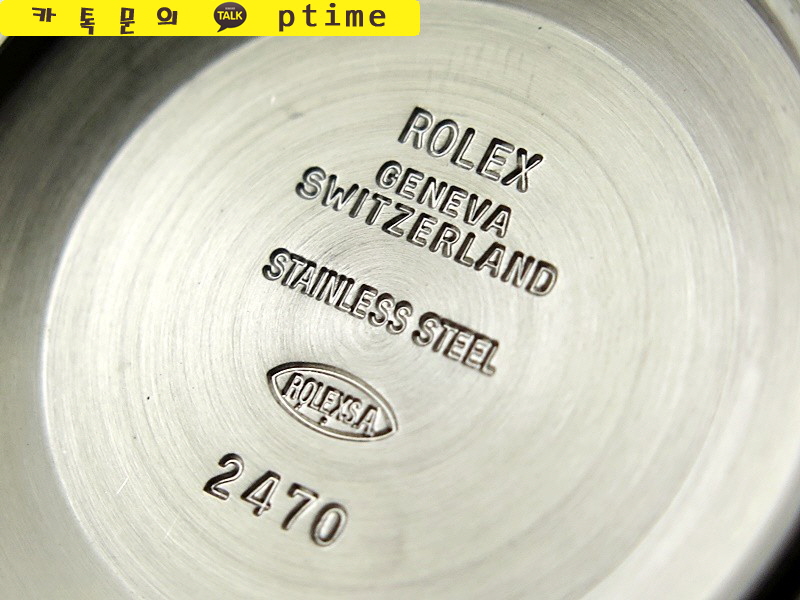 카톡문의 TALK ptime
ROLEX
GENEVA
SWITZERLAND
STAINLESS STEEL
ROLEX S.A.
2470